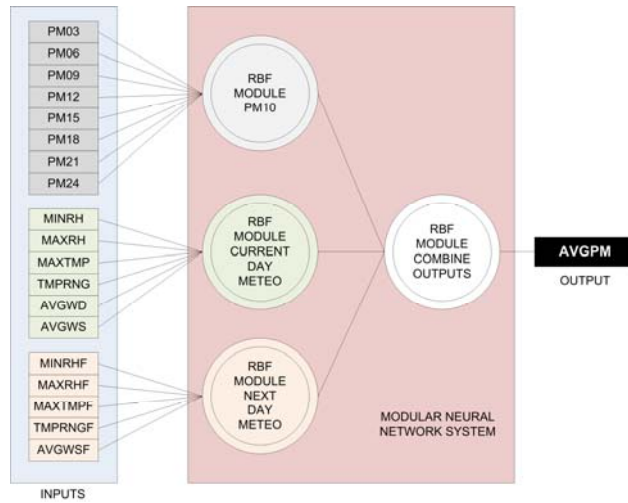 PM03
PM06
PM09
PM12
PM15
PM18
PM21
PM24
MINRH
MAXRH
MAXTMP
TMPRNG
AVGWD
AVGWS
MINRHF
MAXRHF
MAXTMPF
TMPRNGF
AVGWSF
INPUTS
RBF
MODULE
PM10
RBF
MODULE
CURRENT
DAY
METEO
RBF
MODULE
NEXT
DAY
METEO
RBF
MODULE
COMBINE
OUTPUTS
MODULAR NEURAL
NETWORK SYSTEM
AVGPM
OUTPUT